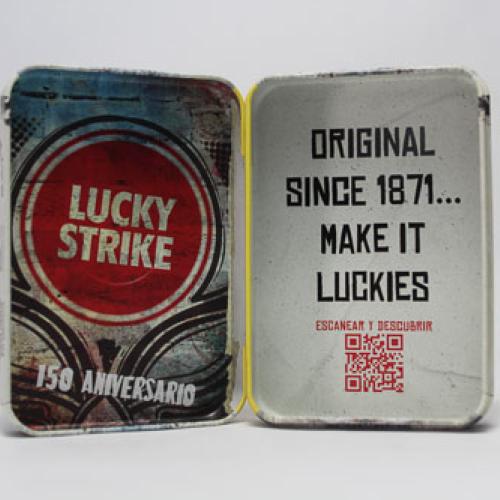 LUCKY
STRIKE
150 ANIVERSARIO
ORIGINAL
SINCE 1871...
MAKE IT
LUCKIES
ESCANEAR Y DESCUBRIR